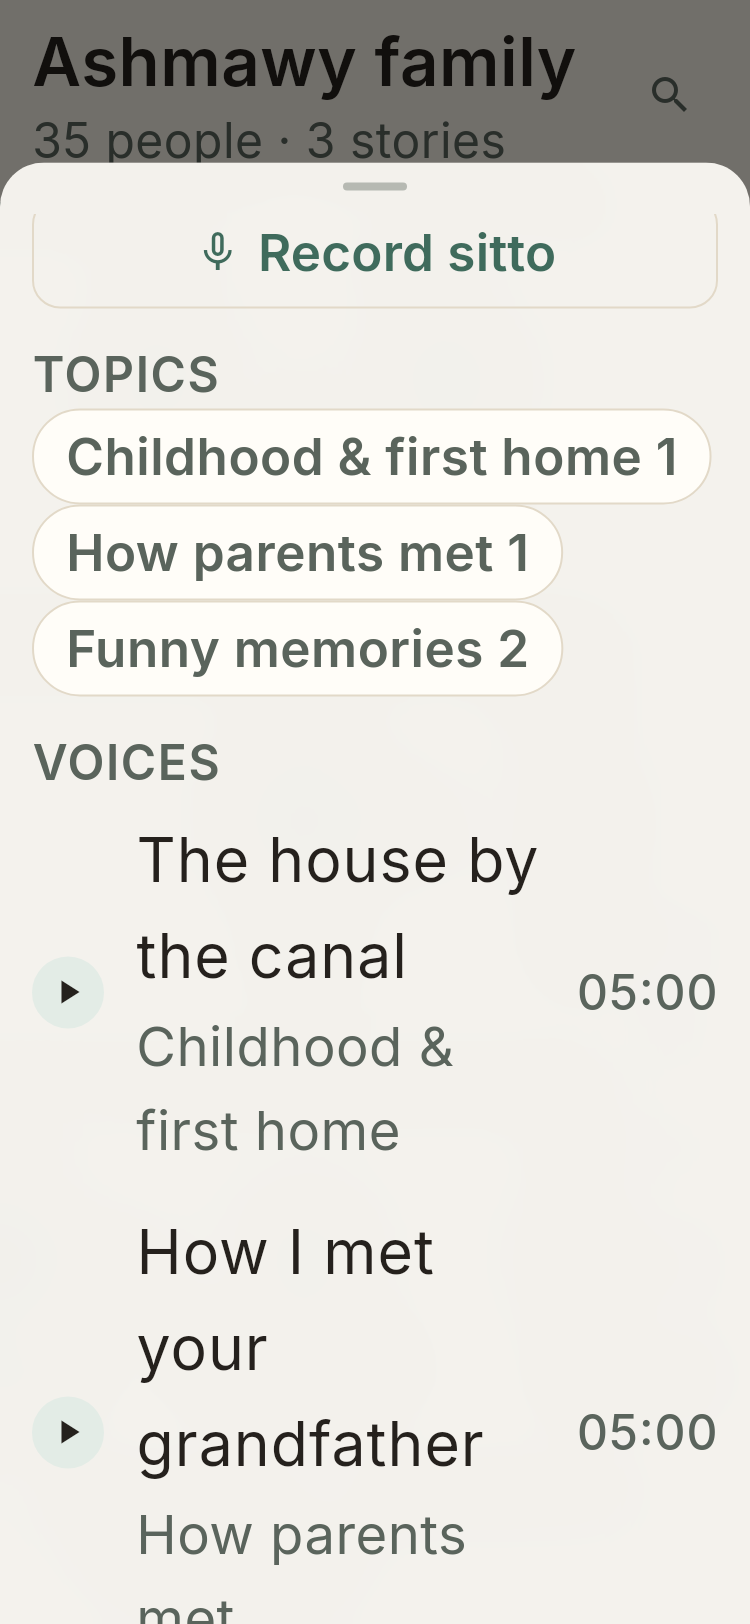 Ashmawy family
35 people · 3 stories
Record sitto
TOPICS
Childhood & first home 1
How parents met 1
Funny memories 2
VOICES
The house by
the canal
05:00
Childhood &
first home
How I met
your
grandfather
05:00
How parents
met